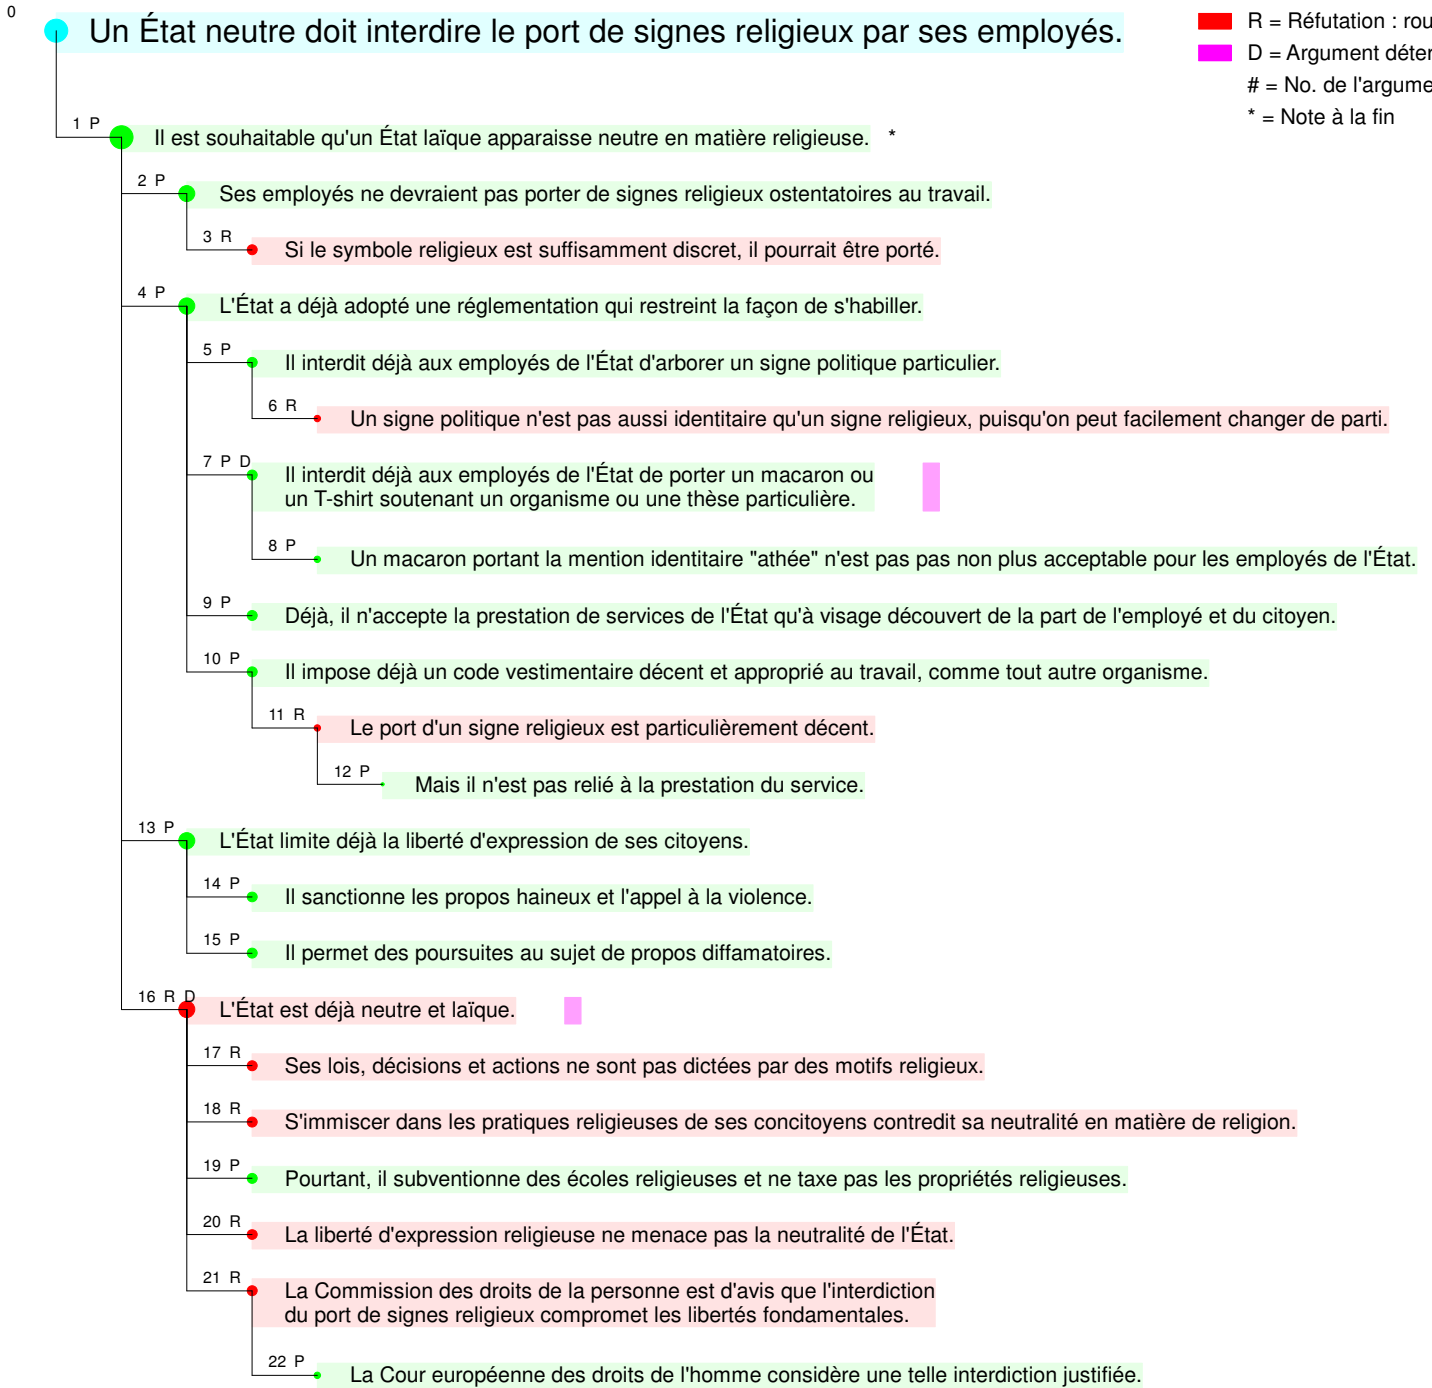 0
Un État neutre doit interdire le port de signes religieux par ses employés.
R = Réfutation :
D = Argument
# = No. de
* = Note à la fin
1 P
Il est souhaitable qu'un État laïque apparaisse neutre en matière religieuse. *
2 P
Ses employés ne devraient pas porter de signes religieux ostentatoires au travail.
3 R
Si le symbole religieux est suffisamment discret, il pourrait être porté.
4 P
L'État a déjà adopté une réglementation qui restreint la façon de s'habiller.
5 P
Il interdit déjà aux employés de l'État d'arborer un signe politique particulier.
6 R
Un signe politique n'est pas aussi identitaire qu'un signe religieux, puisqu'on peut facilement changer de parti.
7 P D
Il interdit déjà aux employés de l'État de porter un macaron ou
un T-shirt soutenant un organisme ou une thèse particulière.
8 P
Un macaron portant la mention identitaire "athée" n'est pas pas non plus acceptable pour les employés de l'État.
9 P
Déjà, il n'accepte la prestation de services de l'État qu'à visage découvert de la part de l'employé et du citoyen.
10 P
Il impose déjà un code vestimentaire décent et approprié au travail, comme tout autre organisme.
11 R
Le port d'un signe religieux est particulièrement décent.
12 P
Mais il n'est pas relié à la prestation du service.
13 P
L'État limite déjà la liberté d'expression de ses citoyens.
14 P
Il sanctionne les propos haineux et l'appel à la violence.
15 P
Il permet des poursuites au sujet de propos diffamatoires.
16 R D
L'État est déjà neutre et laïque.
17 R
Ses lois, décisions et actions ne sont pas dictées par des motifs religieux.
18 R
S'immiscer dans les pratiques religieuses de ses concitoyens contredit sa neutralité en matière de religion.
19 P
Pourtant, il subventionne des écoles religieuses et ne taxe pas les propriétés religieuses.
20 R
La liberté d'expression religieuse ne menace pas la neutralité de l'État.
21 R
La Commission des droits de la personne est d'avis que l'interdiction
du port de signes religieux compromet les libertés fondamentales.
22 P
La Cour européenne des droits de l'homme considère une telle interdiction justifiée.